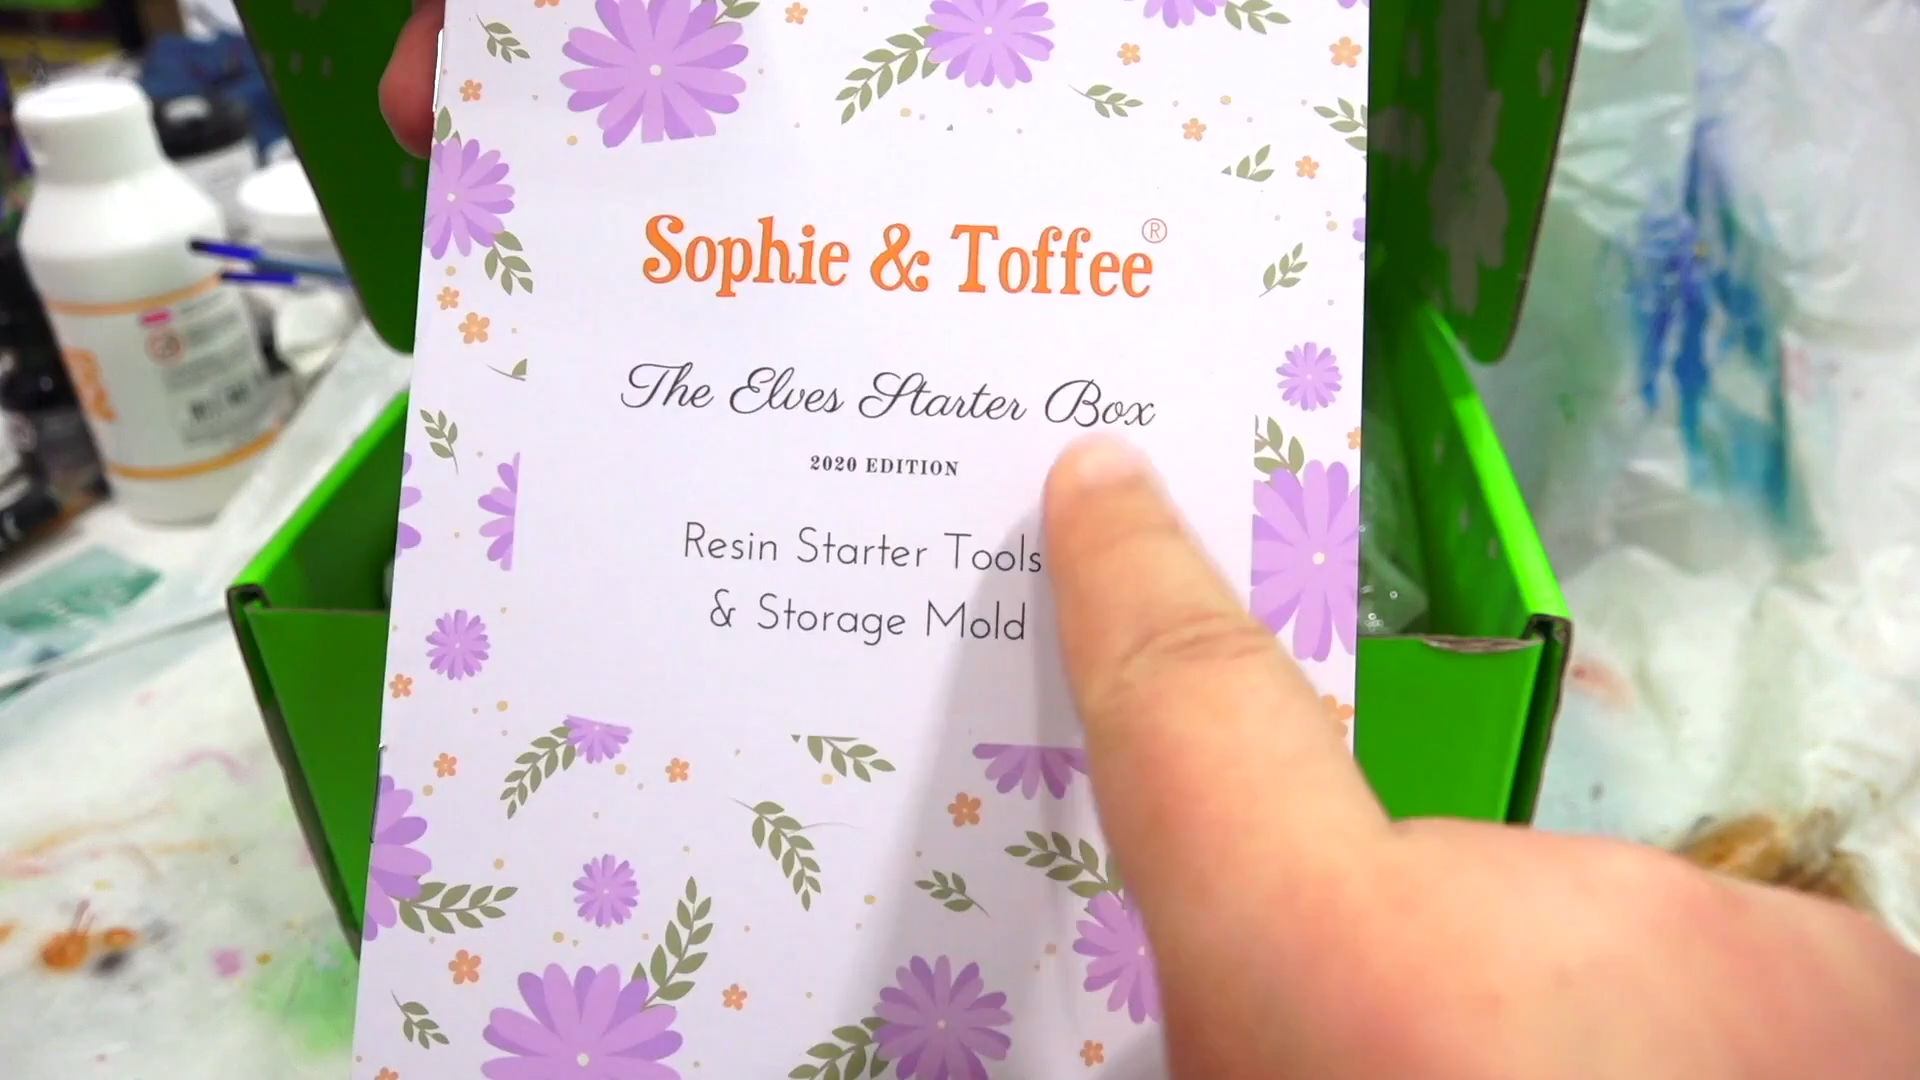 Sophie & Toffee®
The Elves Starter Box
2020 EDITION
Resin Starter Tools
& Storage Mold